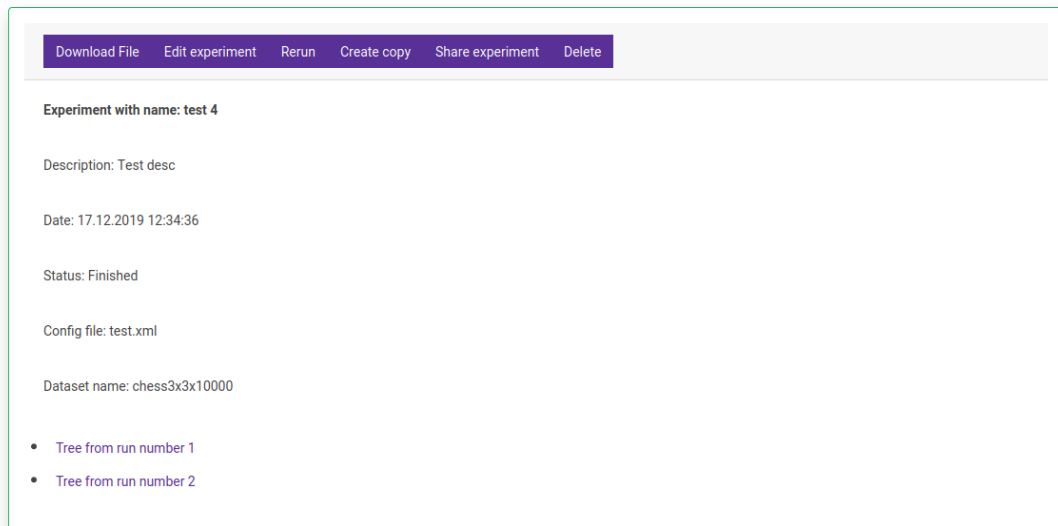 Download File Edit experiment Rerun Create copy Share experiment Delete
Experiment with name: test 4
Description: Test desc
Date: 17.12.2019 12:34:36
Status: Finished
Config file: test.xml
Dataset name: chess3x3x10000
Tree from run number 1
Tree from run number 2